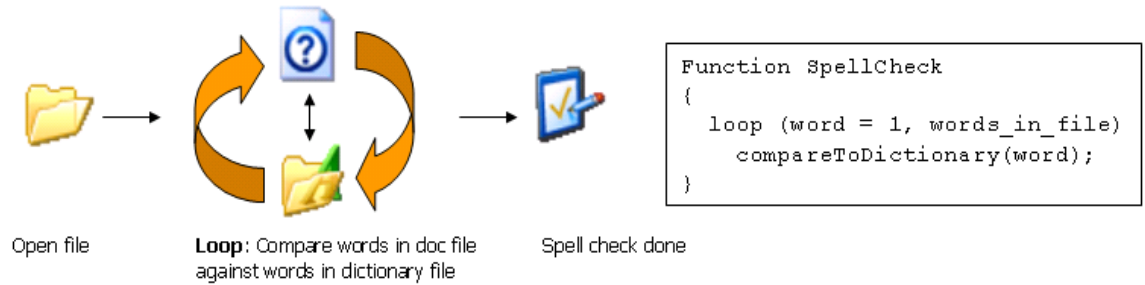 Function SpellCheck
{
loop (word = 1, words_in_file)
compareToDictionary(word);
}
Open file
Loop: Compare words in doc file
against words in dictionary file
Spell check done